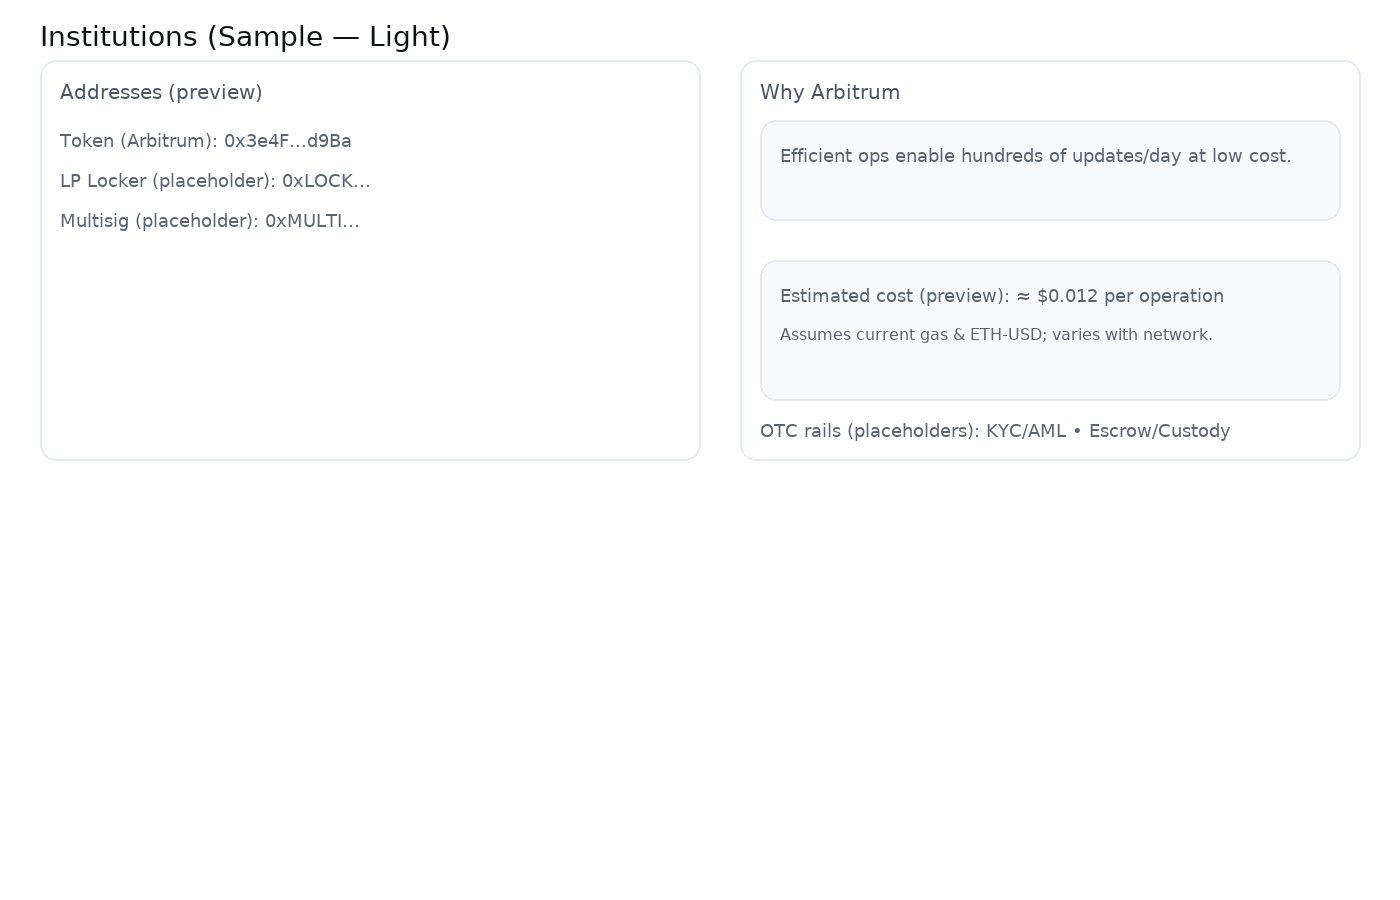 Institutions (Sample — Light)
Addresses (preview)
Token (Arbitrum): 0x3e4F…d9Ba
LP Locker (placeholder): 0xLOCK…
Multisig (placeholder): 0xMULTI…
Why Arbitrum
Efficient ops enable hundreds of updates/day at low cost.
Estimated cost (preview): ≈ $0.012 per operation
Assumes current gas & ETH-USD; varies with network.
OTC rails (placeholders): KYC/AML • Escrow/Custody